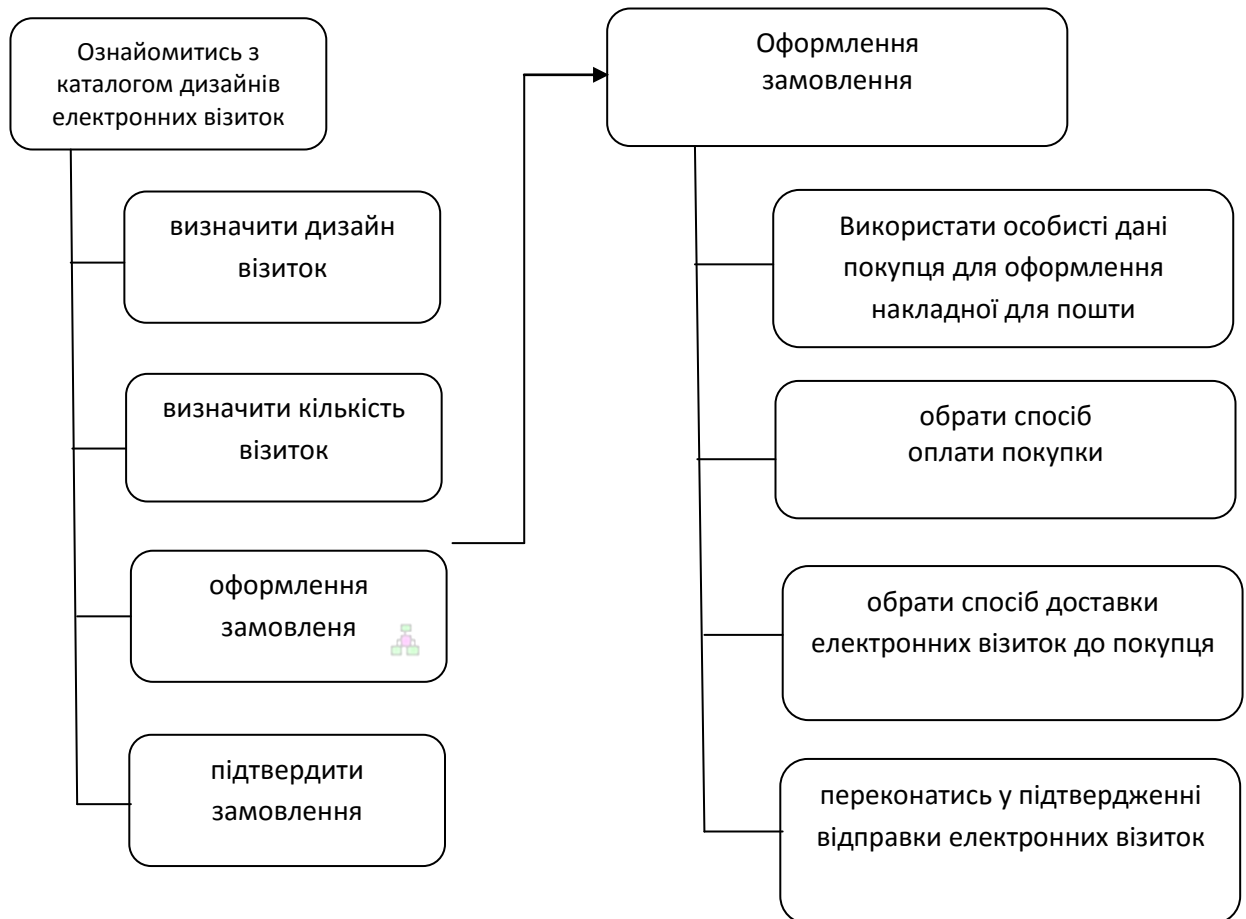 Ознайомитись з
каталогом дизайнів
електронних візиток
визначити дизайн
візиток
визначити кількість
візиток
оформлення
замовленя
підтвердити
замовлення
Оформлення
замовлення
Використати особисті дані
покупця для оформлення
накладної для пошти
обрати спосіб
оплати покупки
обрати спосіб доставки
електронних візиток до покупця
переконатись у підтвердженні
відправки електронних візиток